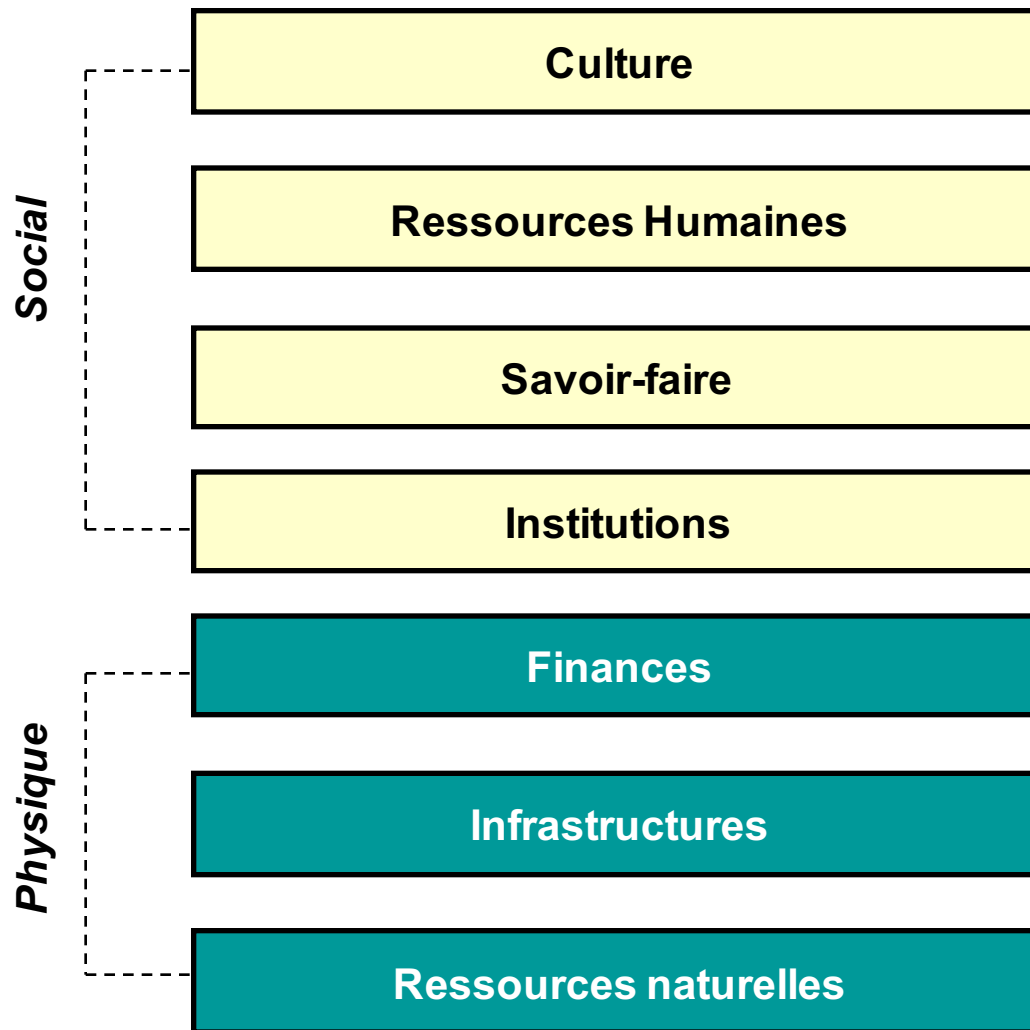 Social
Culture
Ressources Humaines
Savoir-faire
Institutions
Physique
Finances
Infrastructures
Ressources naturelles